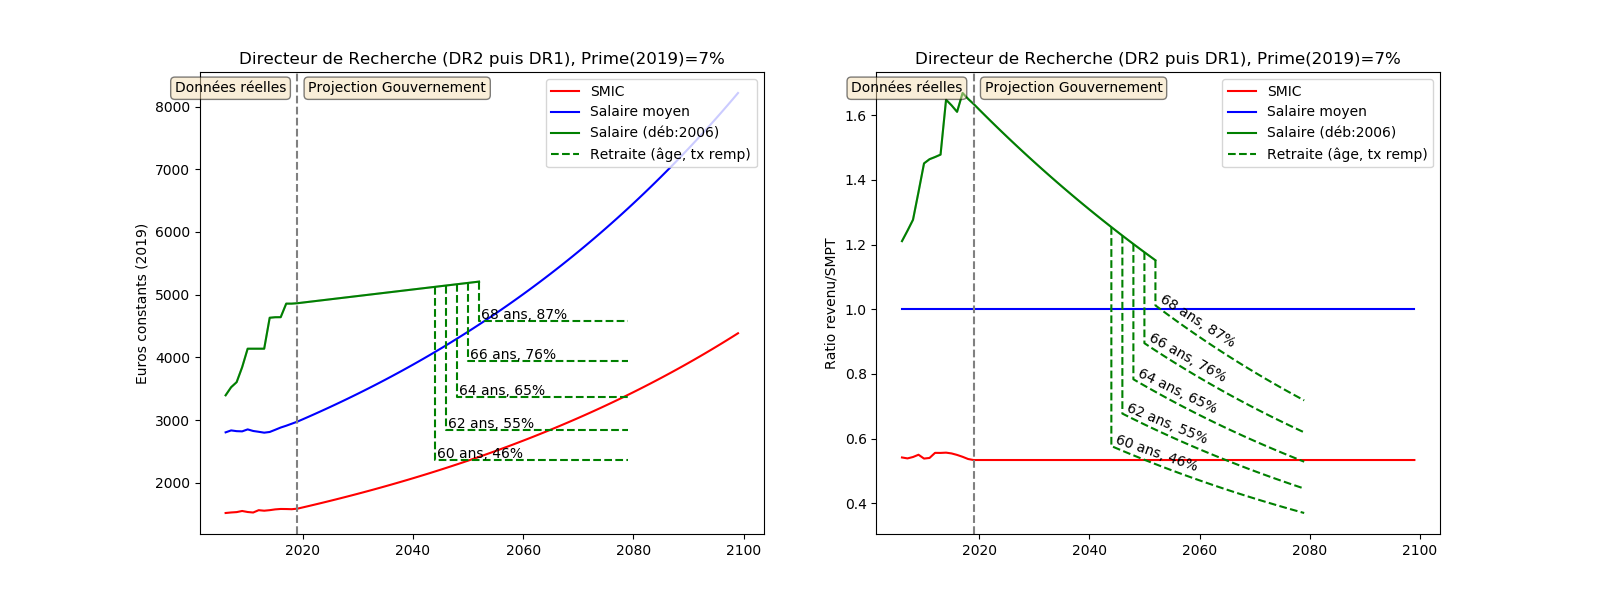 Directeur de Recherche (DR2 puis DR1), Prime(2019)=7%
Données réelles
Projection Gouvernement
SMIC
Salaire moyen
Salaire (déb:2006)
Retraite (âge, tx remp)
Euros constants (2019)
8000
7000
6000
5000
4000
3000
2000
68 ans, 87%
66 ans, 76%
64 ans, 65%
62 ans, 55%
60 ans, 46%
2020
2040
2060
2080
2100
Directeur de Recherche (DR2 puis DR1), Prime(2019)=7%
Données réelles
Projection Gouvernement
SMIC
Salaire moyen
Salaire (déb:2006)
Retraite (âge, tx remp)
Ratio revenu/SMPT
1.6
1.4
1.2
1.0
0.8
0.6
0.4
68 ans, 87%
66 ans, 76%
64 ans, 65%
62 ans, 55%
60 ans, 46%
2020
2040
2060
2080
2100